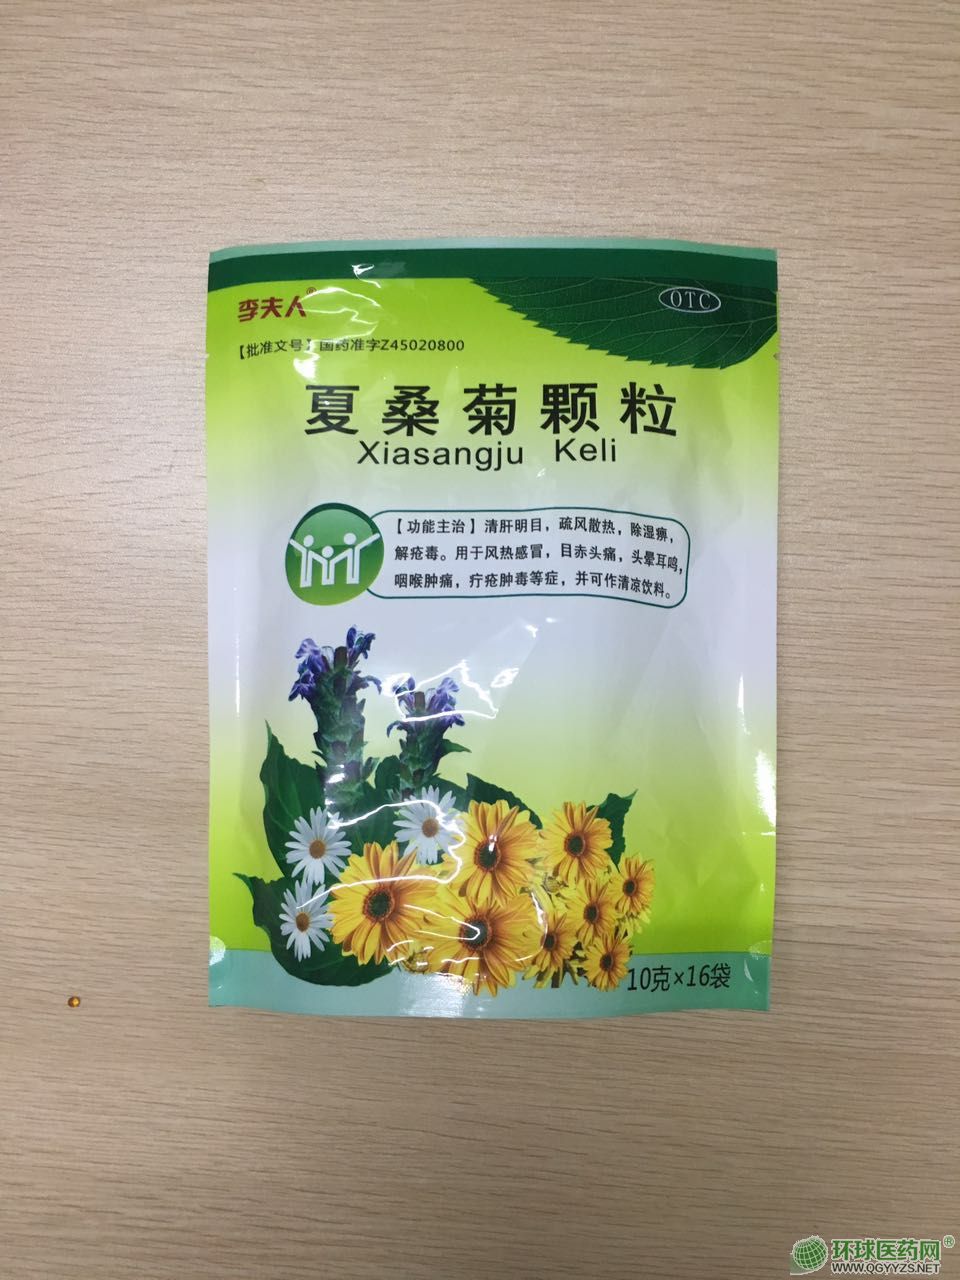 李夫人®
OTC
【批准文号】国药准字Z45020800
夏桑菊颗粒
Xiasangju Keli
【功能主治】清肝明目，疏风散热，除湿痹，
解疮毒。用于风热感冒，目赤头痛，头晕耳鸣，
咽喉肿痛，疔疮肿毒等症，并可作清凉饮料。
10克×16袋
环球医药网®
WWW.QGYYZS.NET